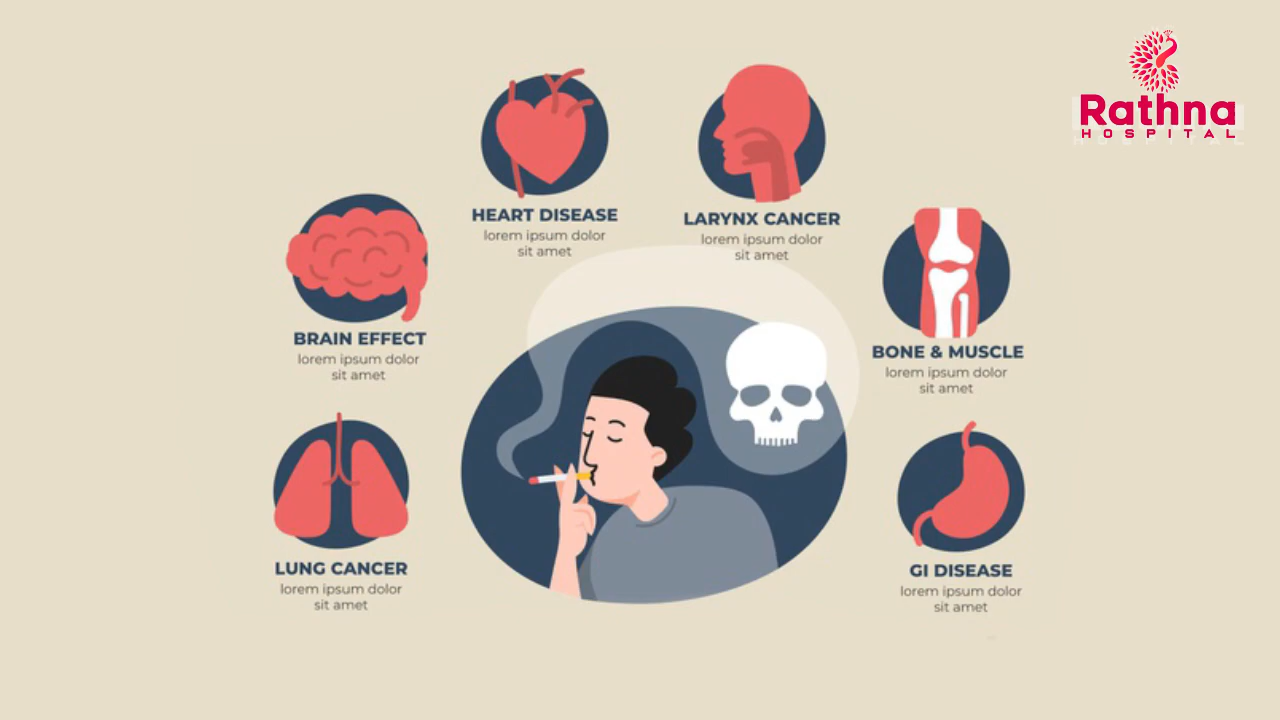 Rathna
HOSPITAL
HEART DISEASE
lorem ipsum dolor
sit amet
LARYNX CANCER
lorem ipsum dolor
sit amet
BRAIN EFFECT
lorem ipsum dolor
sit amet
BONE & MUSCLE
lorem ipsum dolor
sit amet
LUNG CANCER
lorem ipsum dolor
sit amet
GI DISEASE
lorem ipsum dolor
sit amet